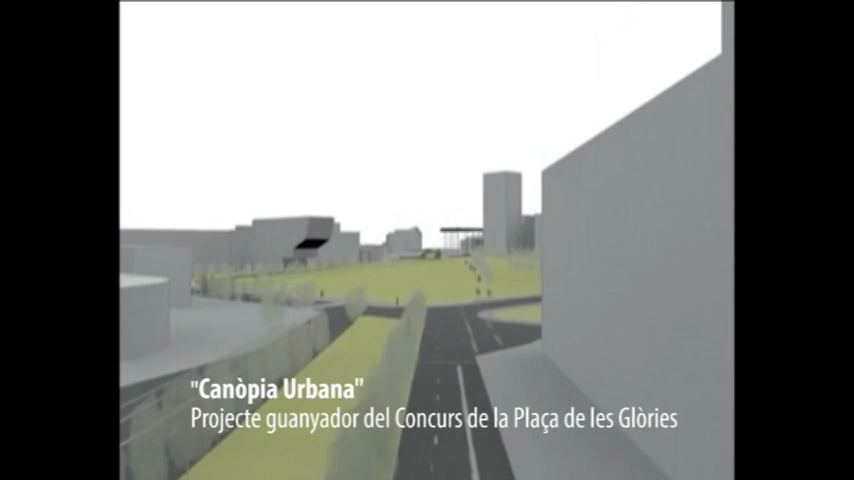 "Canòpia Urbana"
Projecte guanyador del Concurs de la Plaça de les Glòries